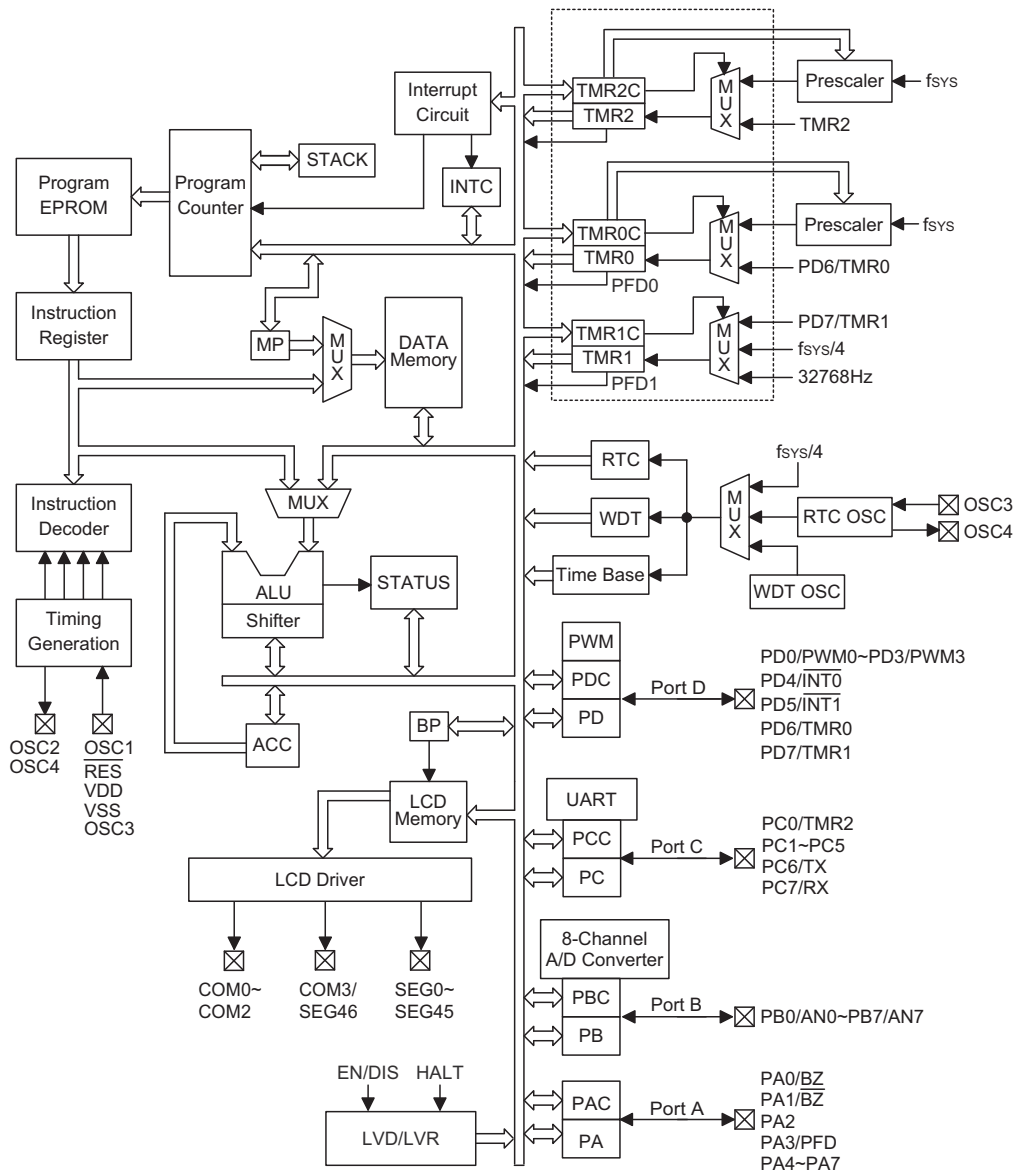 Interrupt
Circuit
STACK
INTC
Program
EPROM
Program
Counter
Instruction
Register
MP
MUX
DATA
Memory
MUX
Instruction
Decoder
ALU
Shifter
STATUS
Timing
Generation
OSC2
OSC4
OSC1
RES
VDD
VSS
OSC3
ACC
BP
LCD
Memory
LCD Driver
COM0~
COM2
COM3/
SEG46
SEG0~
SEG45
EN/DIS
HALT
LVD/LVR
TMR2C
TMR2
MUX
Prescaler
fSYS
TMR2
TMR0C
TMR0
PFD0
MUX
Prescaler
fSYS
PD6/TMR0
TMR1C
TMR1
PFD1
MUX
PD7/TMR1
fSYS/4
32768Hz
RTC
WDT
Time Base
MUX
fSYS/4
RTC OSC
OSC3
OSC4
WDT OSC
PWM
PDC
PD
Port D
PD0/PWM0~PD3/PWM3
PD4/INT0
PD5/INT1
PD6/TMR0
PD7/TMR1
UART
PCC
PC
Port C
PC0/TMR2
PC1~PC5
PC6/TX
PC7/RX
8-Channel
A/D Converter
PBC
PB
Port B
PB0/AN0~PB7/AN7
PAC
PA
Port A
PA0/BZ
PA1/BZ
PA2
PA3/PFD
PA4~PA7